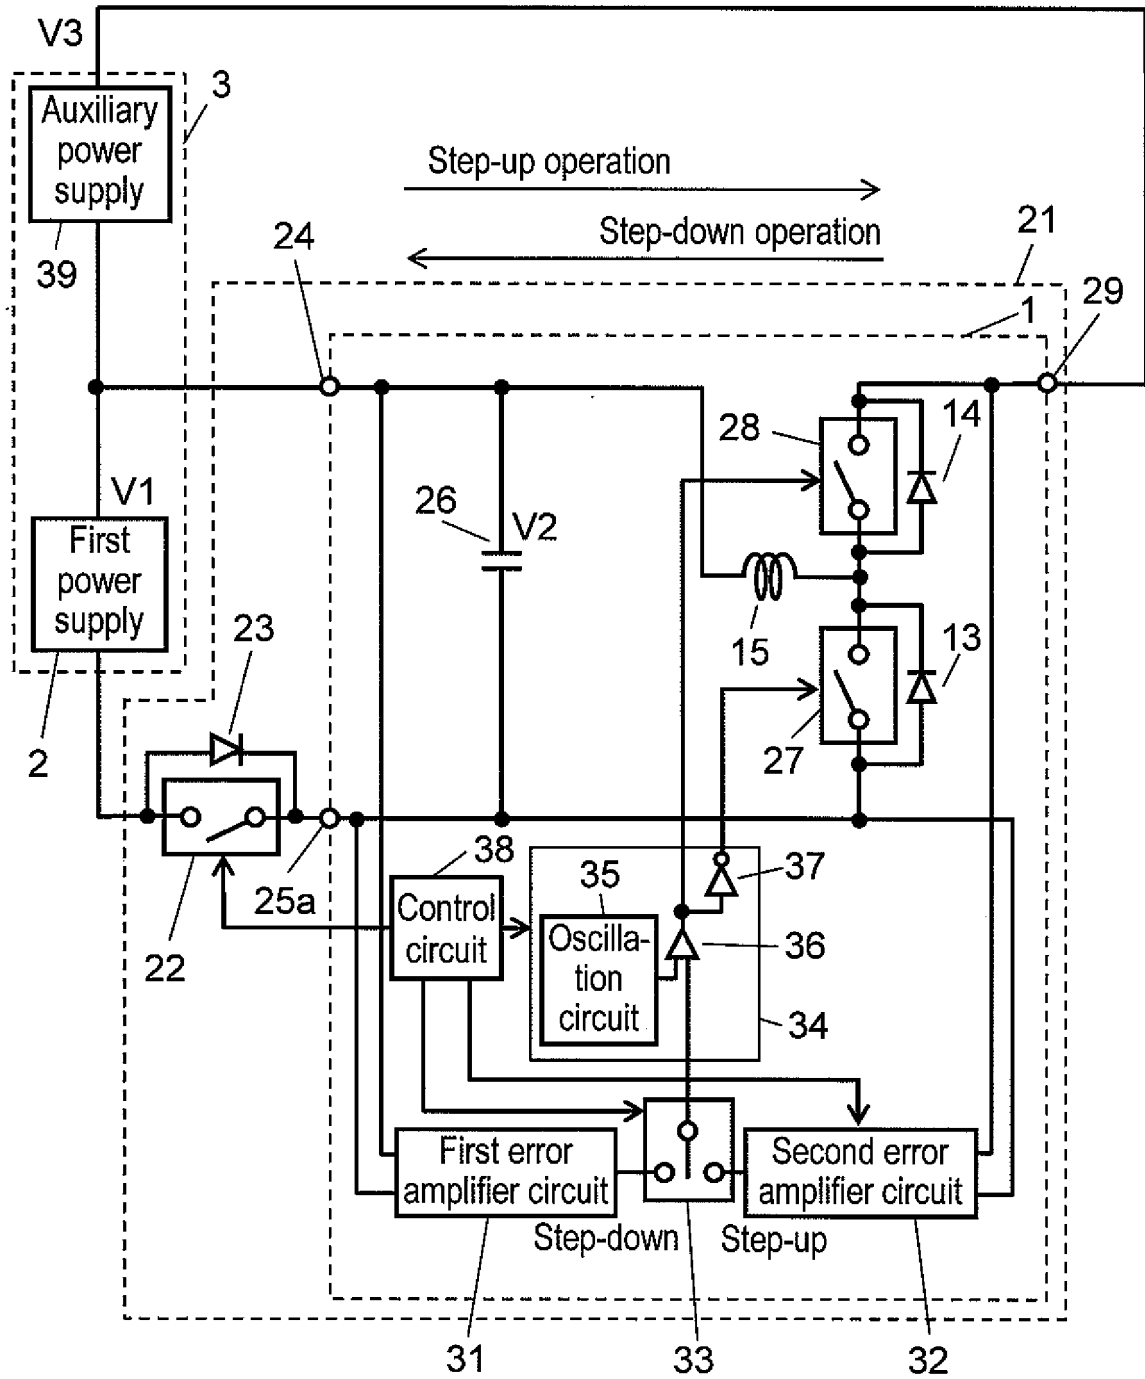 V3
3
Auxiliary
power
supply
39
Step-up operation
Step-down operation
24
21
1
29
V1
First
power
supply
2
26
V2
28
14
15
13
27
23
22
25a
38
Control
circuit
35
Oscilla-
tion
circuit
37
36
34
First error
amplifier circuit
Second error
amplifier circuit
Step-down
Step-up
31
33
32